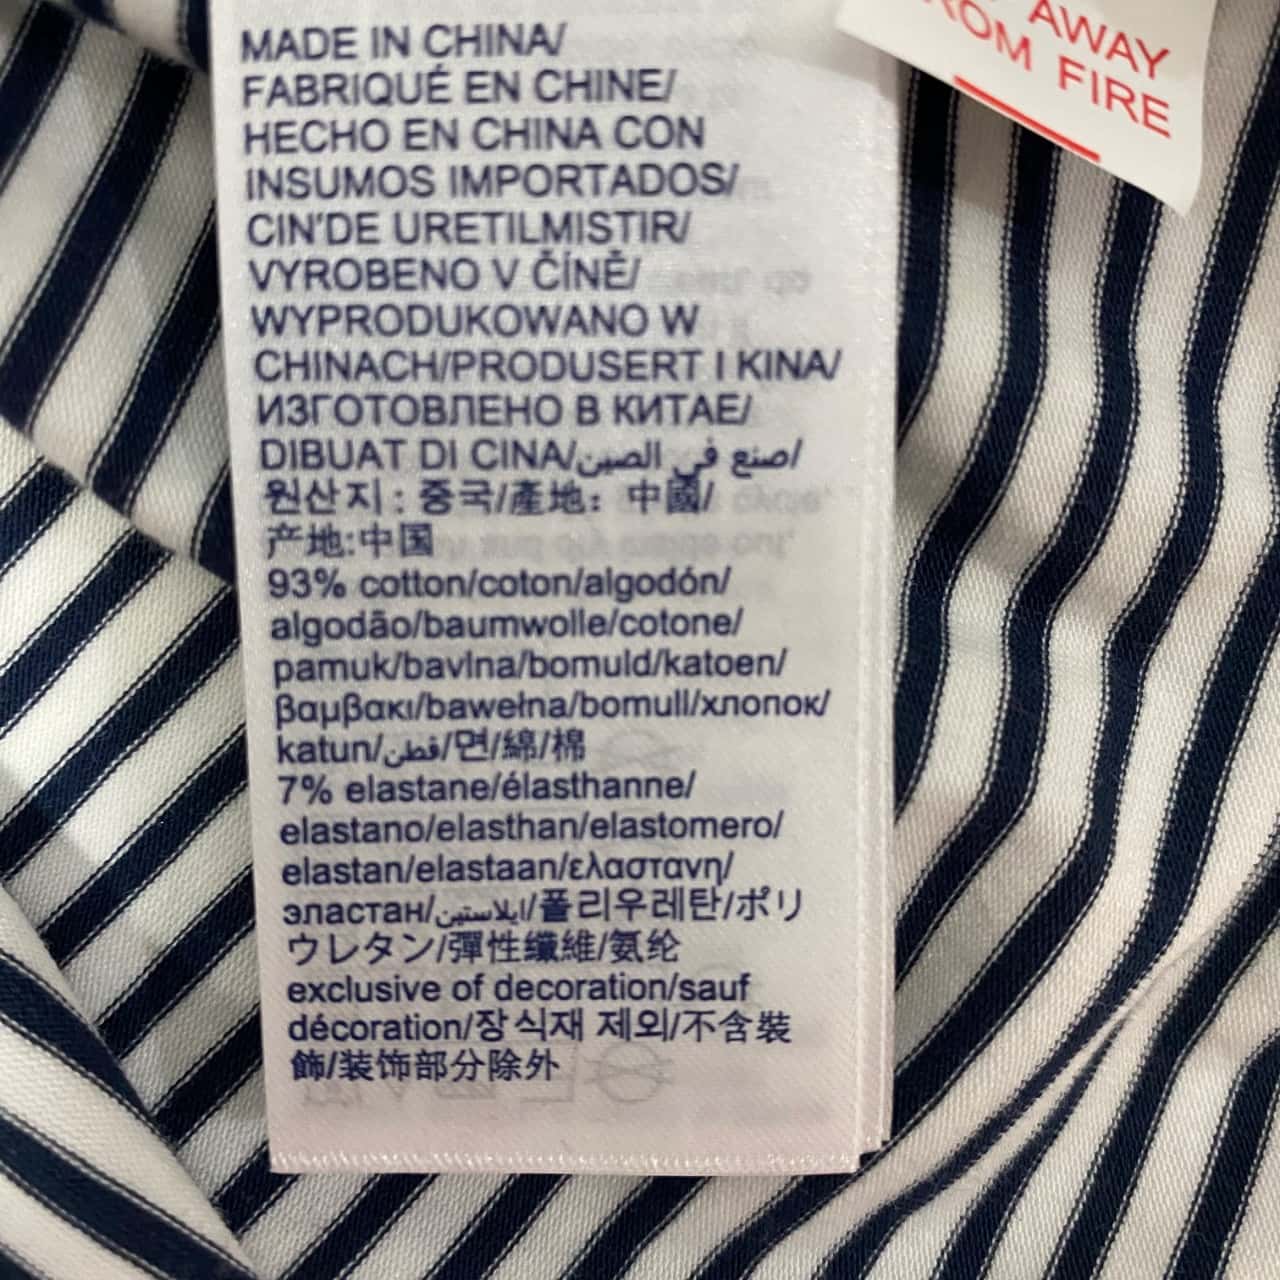 MADE IN CHINA/
FABRIQUÉ EN CHINE/
HECHO EN CHINA CON
INSUMOS IMPORTADOS/
CIN'DE URETILMISTIR/
VYROBENO V ČÍNĚ/
WYPRODUKOWANO W
CHINACH/PRODUSERT I KINA/
ИЗГОТОВЛЕНО В КИТАЕ/
DIBUAT DI CINA/صنع في الصين/
원산지: 중국/產地: 中國/
产地:中国
93% cotton/coton/algodón/
algodão/baumwolle/cotone/
pamuk/bavlna/bomuld/katoen/
βαμβακι/bawełna/bomull/хлопок/
katun/قطن/면/綿/棉
7% elastane/élasthanne/
elastano/elasthan/elastomero/
elastan/elastaan/ελαστανη/
эластан/ايلاستين/폴리우레탄/ポリ
ウレタン/彈性纖維/氨纶
exclusive of decoration/sauf
décoration/장식재 제외/不含裝
飾/装饰部分除外
AWAY
FROM FIRE